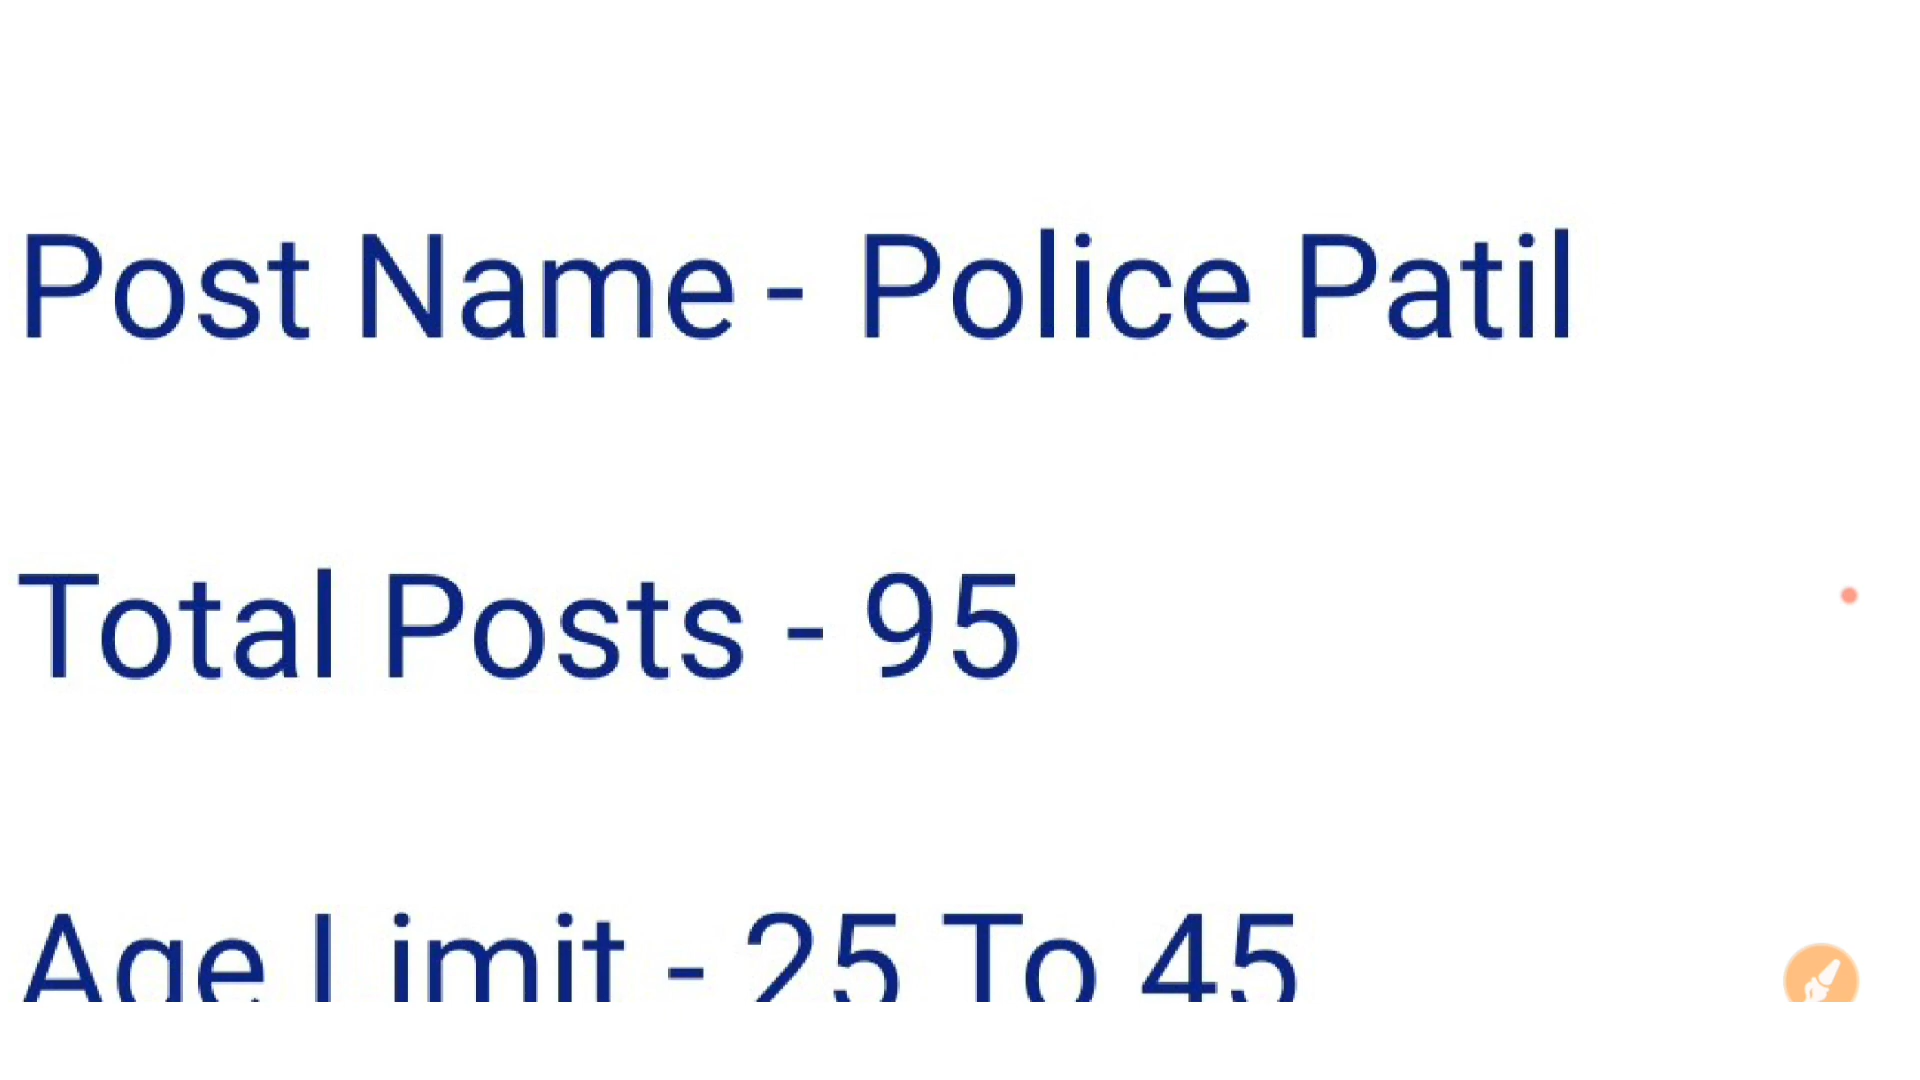 Post Name - Police Patil
Total Posts - 95
Age Limit - 25 To 45